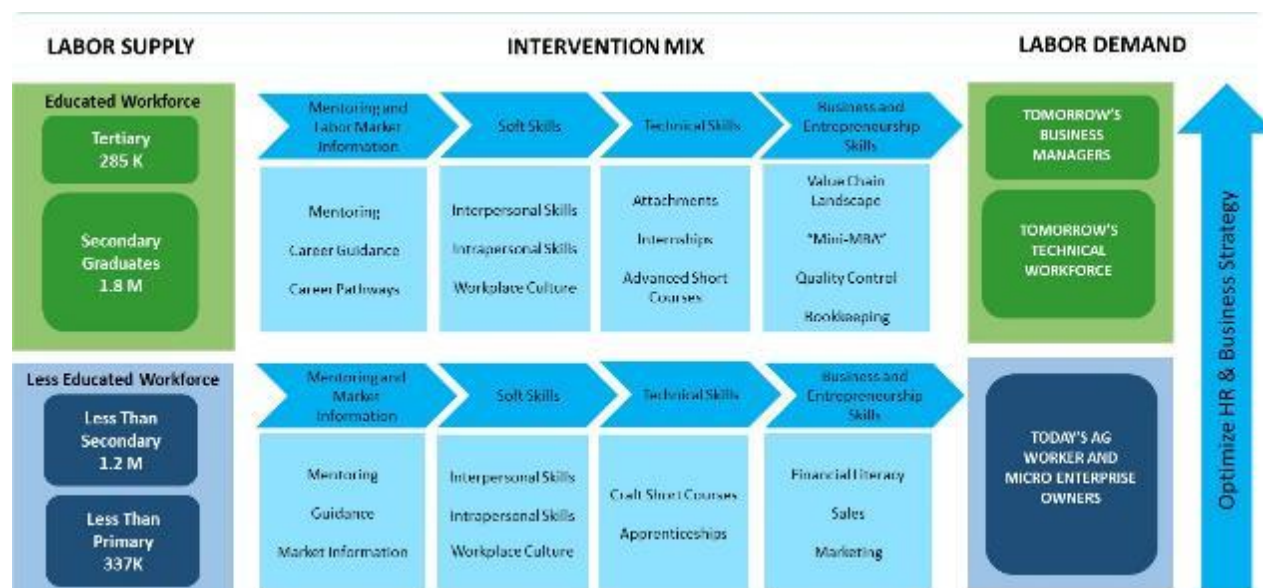 LABOR SUPPLY
INTERVENTION MIX
LABOR DEMAND
Educated Workforce
Tertiary
285 K
Secondary
Graduates
1.8 M
Mentoring and
Labor Market
Information
Soft Skills
Technical Skills
Business and
Entrepreneurship
Skills
Mentoring
Career Guidance
Career Pathways
Interpersonal Skills
Intrapersonal Skills
Workplace Culture
Attachments
Internships
Advanced Short
Courses
Value Chain
Landscape
"Mini-MBA"
Quality Control
Bookkeeping
TOMORROW'S
BUSINESS
MANAGERS
TOMORROW'S
TECHNICAL
WORKFORCE
Less Educated Workforce
Less Than
Secondary
1.2 M
Less Than
Primary
337K
Mentoring and
Market
Information
Soft Skills
Technical Skills
Business and
Entrepreneurship
Skills
Mentoring
Guidance
Market Information
Interpersonal Skills
Intrapersonal Skills
Workplace Culture
Craft Short Courses
Apprenticeships
Financial Literacy
Sales
Marketing
TODAY'S AG
WORKER AND
MICRO ENTERPRISE
OWNERS
Optimize HR & Business Strategy